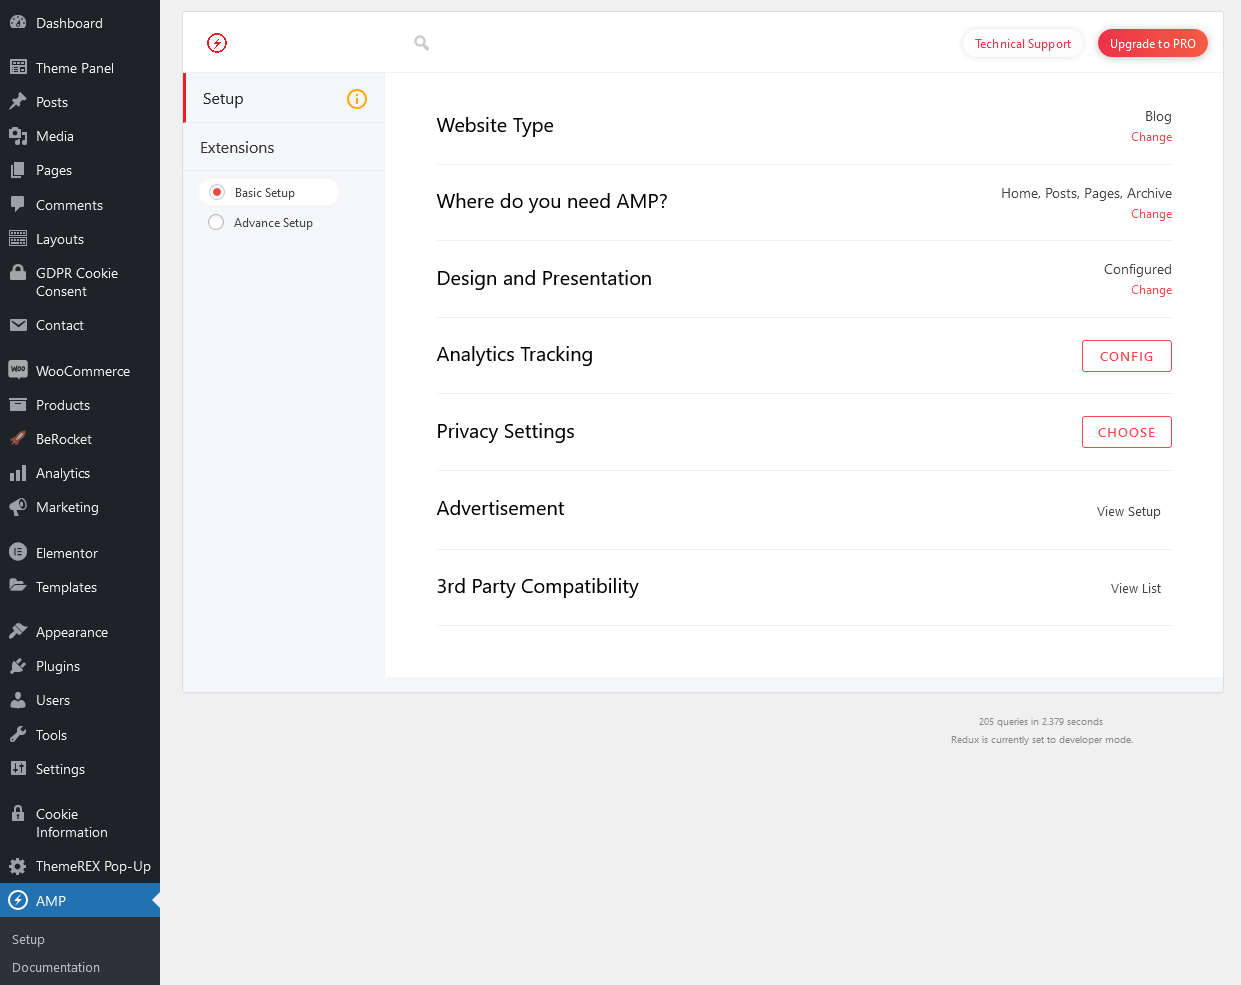 Dashboard
Theme Panel
Posts
Media
Pages
Comments
Layouts
GDPR Cookie
Consent
Contact
WOO WooCommerce
Products
BeRocket
Analytics
Marketing
Elementor
Templates
Appearance
Plugins
Users
Tools
Settings
Cookie
Information
ThemeREX Pop-Up
AMP
Setup
Documentation
Technical Support
Upgrade to PRO
Setup
Extensions
Basic Setup
Advance Setup
Website Type
Blog
Change
Where do you need AMP?
Home, Posts, Pages, Archive
Change
Design and Presentation
Configured
Change
Analytics Tracking
CONFIG
Privacy Settings
CHOOSE
Advertisement
View Setup
3rd Party Compatibility
View List
205 queries in 2.379 seconds
Redux is currently set to developer mode.